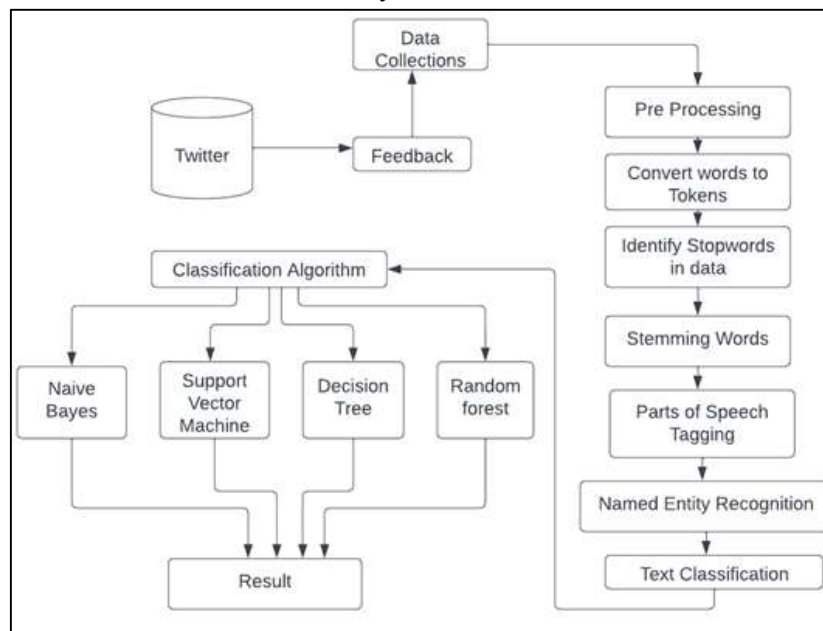 Data
Collections
Pre Processing
Twitter
Feedback
Convert words to
Tokens
Identify Stopwords
in data
Classification Algorithm
Stemming Words
Naive
Bayes
Support
Vector
Machine
Decision
Tree
Random
forest
Parts of Speech
Tagging
Named Entity Recognition
Text Classification
Result